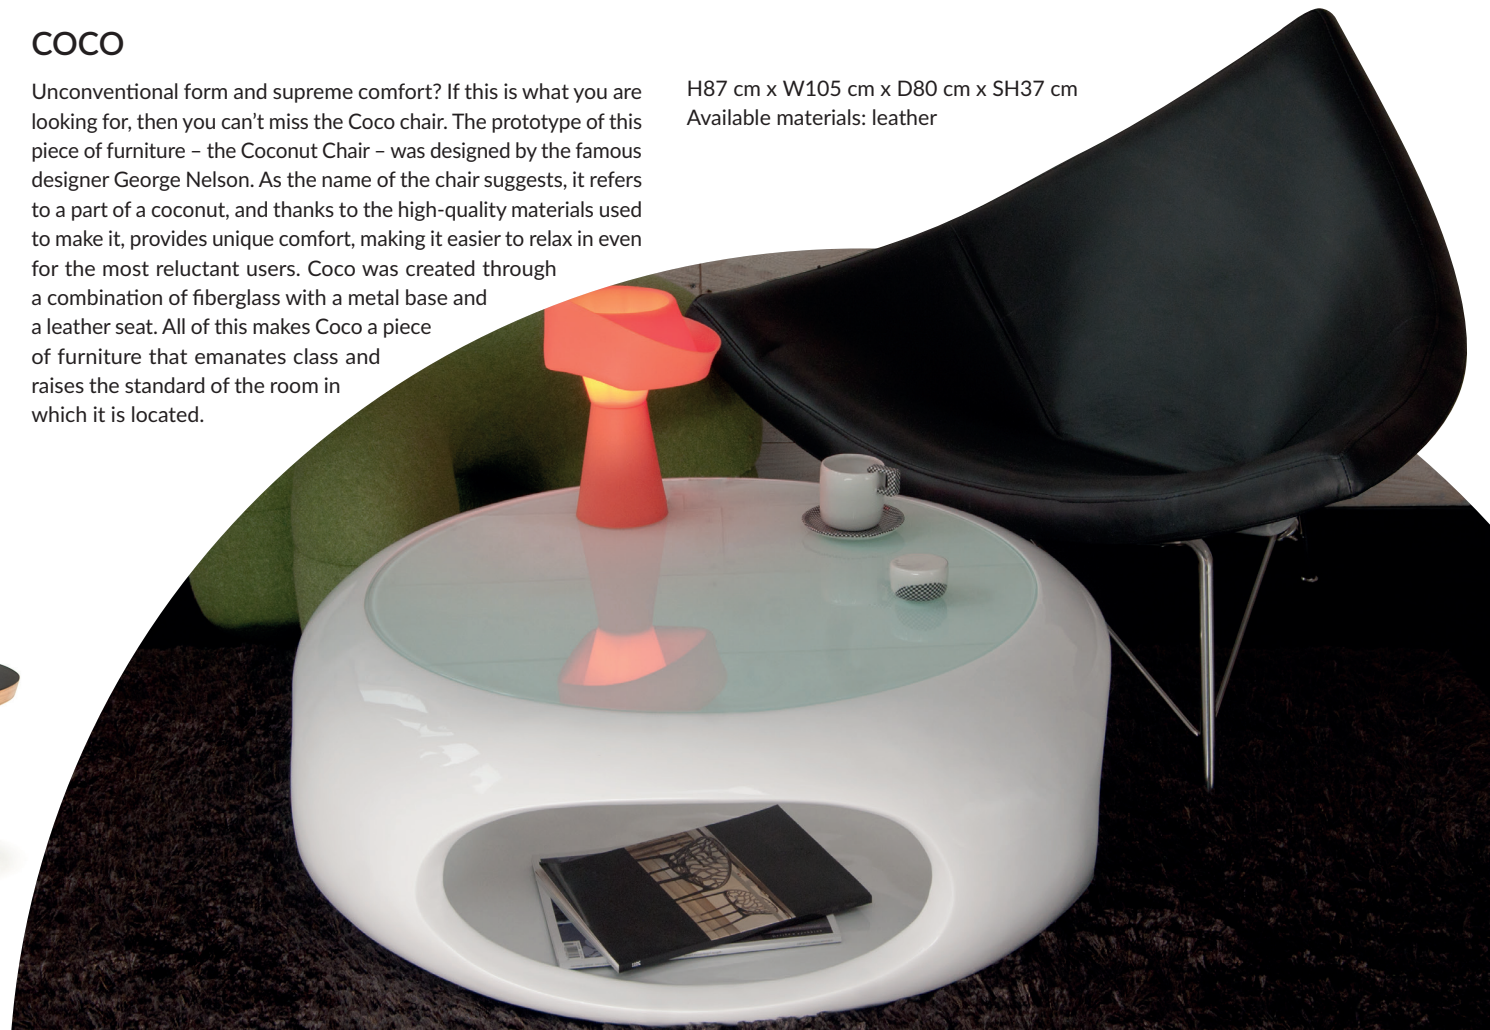 COCO
Unconventional form and supreme comfort? If this is what you are
looking for, then you can’t miss the Coco chair. The prototype of this
piece of furniture – the Coconut Chair – was designed by the famous
designer George Nelson. As the name of the chair suggests, it refers
to a part of a coconut, and thanks to the high-quality materials used
to make it, provides unique comfort, making it easier to relax in even
for the most reluctant users. Coco was created through
a combination of fiberglass with a metal base and
a leather seat. All of this makes Coco a piece
of furniture that emanates class and
raises the standard of the room in
which it is located.
H87 cm x W105 cm x D80 cm x SH37 cm
Available materials: leather